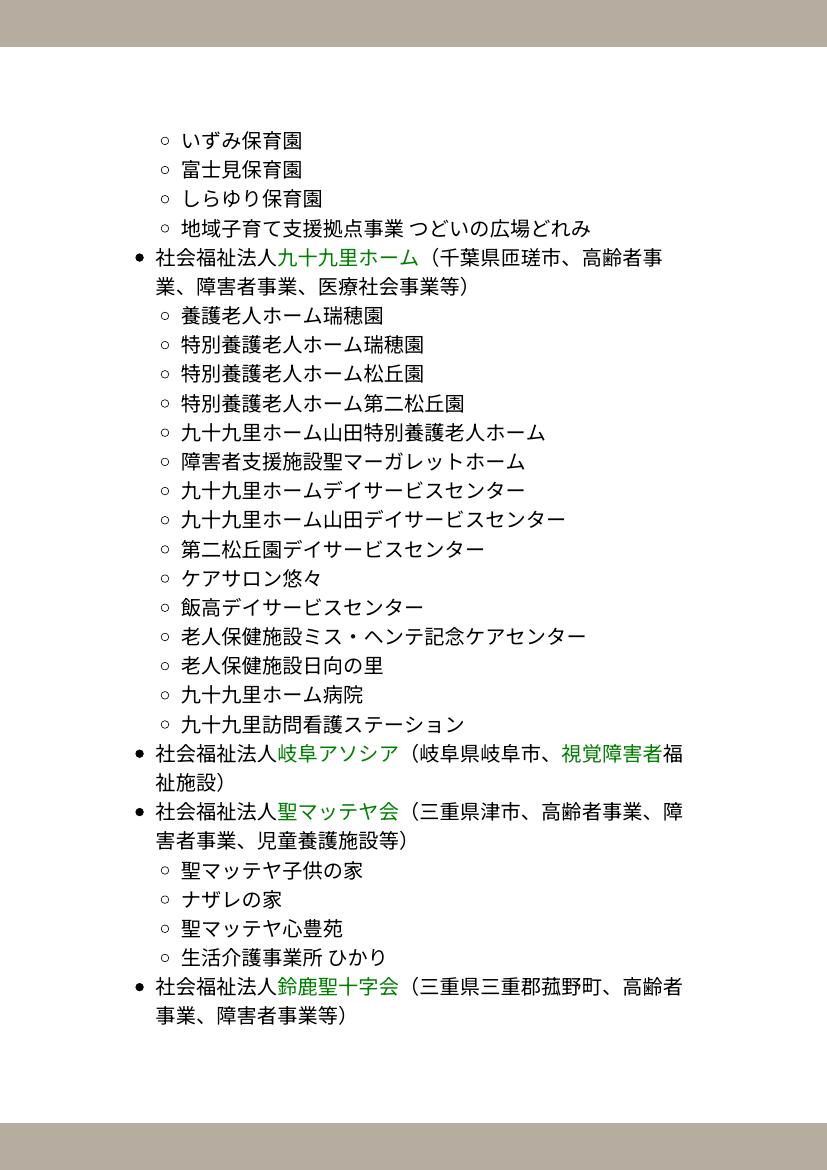 いずみ保育園
富士見保育園
しらゆり保育園
地域子育て支援拠点事業 つどいの広場どれみ
社会福祉法人九十九里ホーム（千葉県匝瑳市、高齢者事
業、障害者事業、医療社会事業等）
養護老人ホーム瑞穂園
特別養護老人ホーム瑞穂園
特別養護老人ホーム松丘園
特別養護老人ホーム第二松丘園
九十九里ホーム山田特別養護老人ホーム
障害者支援施設聖マーガレットホーム
九十九里ホームデイサービスセンター
九十九里ホーム山田デイサービスセンター
第二松丘園デイサービスセンター
ケアサロン悠々
飯高デイサービスセンター
老人保健施設ミス・ヘンテ記念ケアセンター
老人保健施設日向の里
九十九里ホーム病院
九十九里訪問看護ステーション
社会福祉法人岐阜アソシア（岐阜県岐阜市、視覚障害者福
祉施設）
社会福祉法人聖マッテヤ会（三重県津市、高齢者事業、障
害者事業、児童養護施設等）
聖マッテヤ子供の家
ナザレの家
聖マッテヤ心豊苑
生活介護事業所 ひかり
社会福祉法人鈴鹿聖十字会（三重県三重郡菰野町、高齢者
事業、障害者事業等）